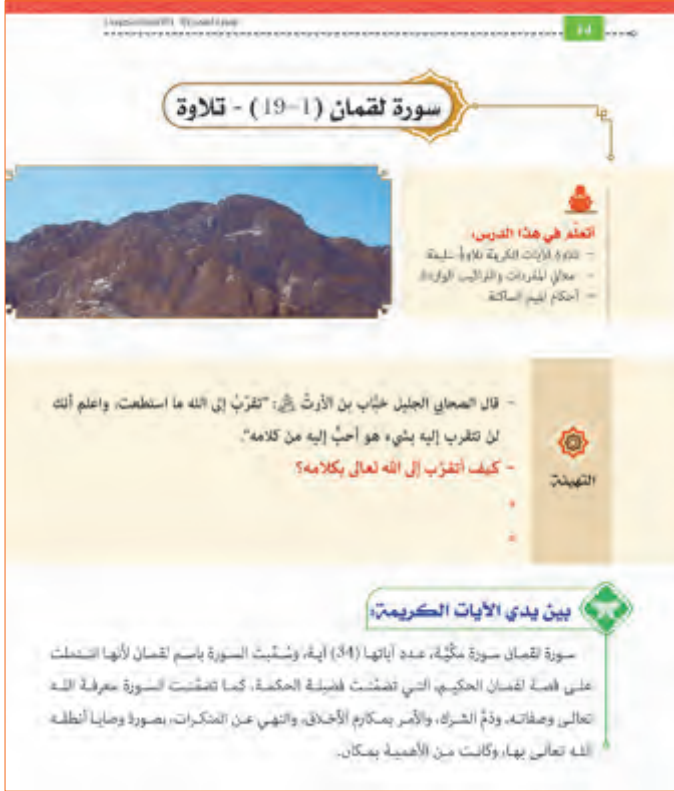 سورة لقمان (1-19) - تلاوة
أتعلّم في هذا الدرس:
- تلاوة الآيات الكريمة تلاوةً سليمة
- معاني المفردات والتراكيب الواردة
- أحكام الميم الساكنة
- قال الصحابي الجليل خبَّاب بن الأرتّ ﵁: "تقرّبْ إلى الله ما استطعت، واعلم أنك
لن تتقرب إليه بشيء هو أحبُّ إليه من كلامه".
- كيف أتقرّب إلى الله تعالى بكلامه؟
التهيئة
بين يدي الآيات الكريمة:
سورة لقمان سورة مكّيّة، عدد آياتها (34) آية، وسُمّيت السورة باسم لقمان لأنها اشتملت
على قصة لقمان الحكيم، التي تضمّنت فضيلة الحكمة، كما تضمّنت السورة معرفة الله
تعالى وصفاته، وذمَّ الشرك، والأمر بمكارم الأخلاق، والنهي عن المنكرات، بصورة وصايا أنطقه
الله تعالى بها، وكانت من الأهمية بمكان.